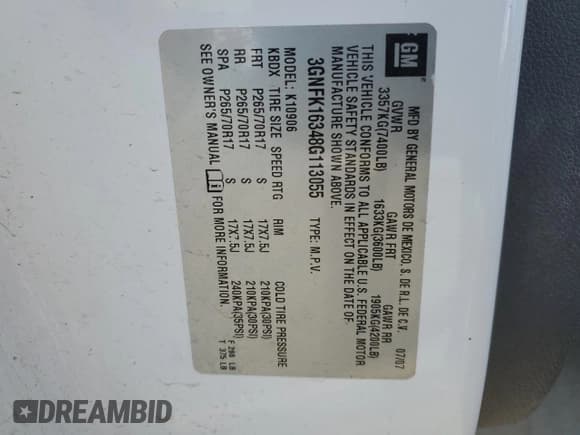 GM
MFD BY GENERAL MOTORS DE MEXICO, S. DE R.L. DE C.V. 07/07
GVWR GAWR FRT GAWR RR
3357KG(7400LB) 1633KG(3600LB) 1905KG(4200LB)
THIS VEHICLE CONFORMS TO ALL APPLICABLE U.S. FEDERAL MOTOR
VEHICLE SAFETY STANDARDS IN EFFECT ON THE DATE OF
MANUFACTURE SHOWN ABOVE.
3GNFK16348G113055 TYPE: M.P.V.
MODEL: K10906
KBDX TIRE SIZE SPEED RTG RIM COLD TIRE PRESSURE
FRT P265/70R17 S 17X7.5J 210KPA(30PSI)
RR P265/70R17 S 17X7.5J 210KPA(30PSI)
SPA P265/70R17 S 17X7.5J 240KPA(35PSI)
SEE OWNER'S MANUAL i FOR MORE INFORMATION.
F 298 LB
T 375 LB
DREAMBID